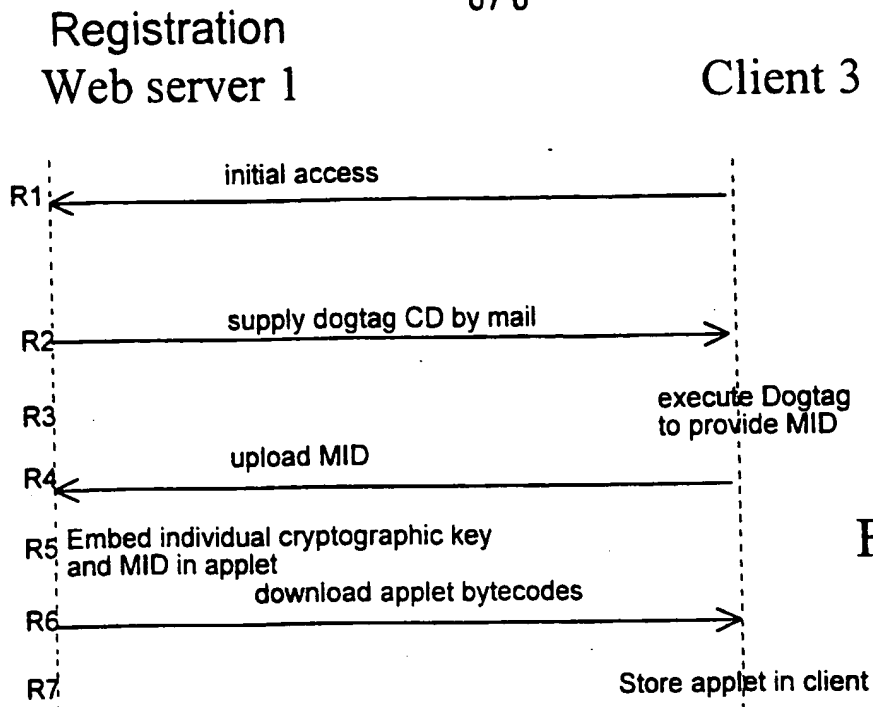 Registration
Web server 1
Client 3
R1
initial access
supply dogtag CD by mail
R2
execute Dogtag
to provide MID
R3
upload MID
R4
R5 Embed individual cryptographic key
and MID in applet
download applet bytecodes
R6
R7
Store applet in client